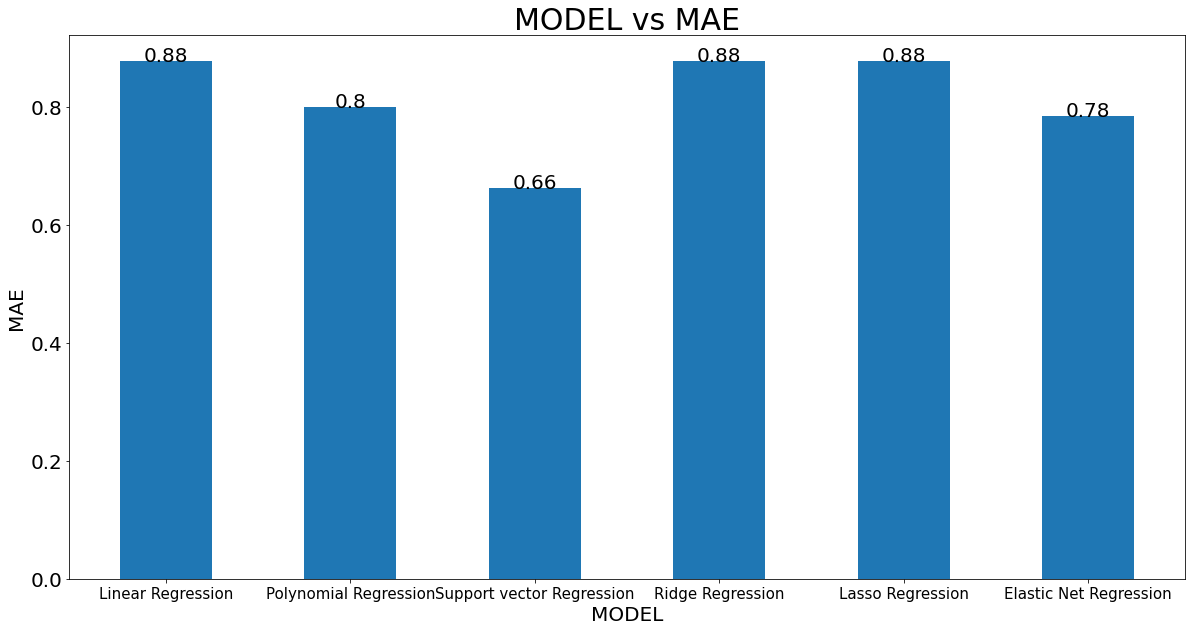 MODEL vs MAE
0.88
0.8
0.66
0.88
0.88
0.78
0.8
0.6
0.4
0.2
0.0
MAE
Linear Regression
Polynomial Regression
Support vector Regression
Ridge Regression
Lasso Regression
Elastic Net Regression
MODEL